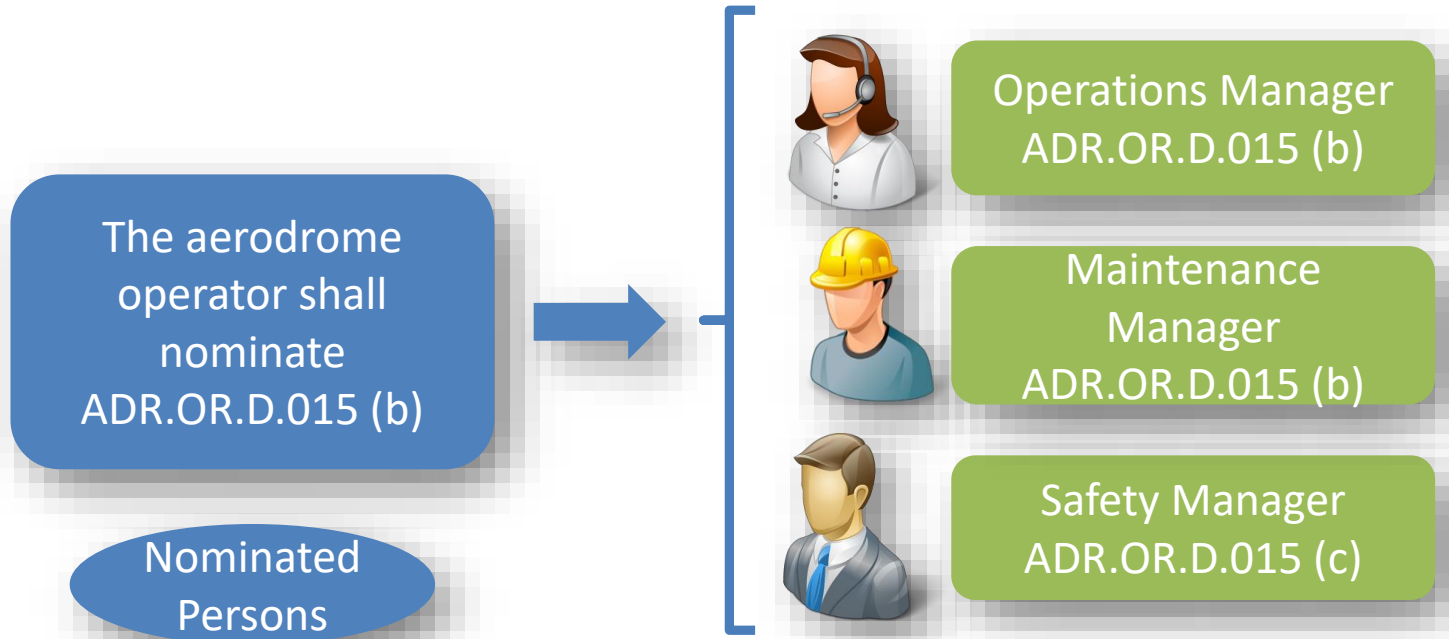 The aerodrome
operator shall
nominate
ADR.OR.D.015 (b)
Nominated
Persons
Operations Manager
ADR.OR.D.015 (b)
Maintenance
Manager
ADR.OR.D.015 (b)
Safety Manager
ADR.OR.D.015 (c)